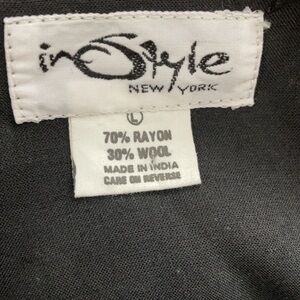 inStyle
NEW YORK
L
70% RAYON
30% WOOL
MADE IN INDIA
CARE ON REVERSE